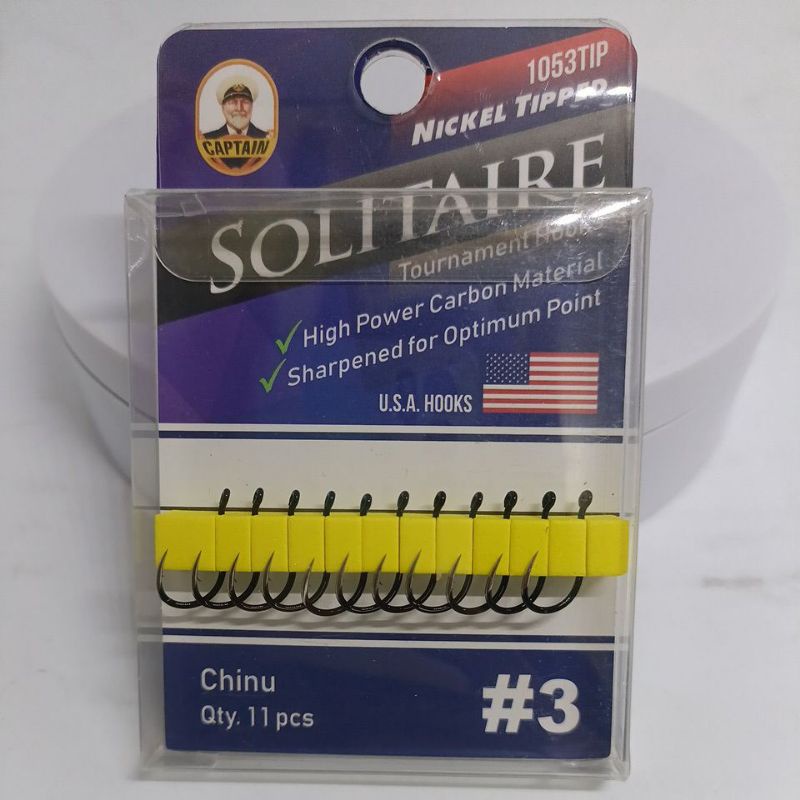 CAPTAIN
1053TIP
NICKEL TIPPED
SOLITAIRE
Tournament Hooks
High Power Carbon Material
Sharpened for Optimum Point
U.S.A. HOOKS
Chinu
Qty. 11 pcs
#3